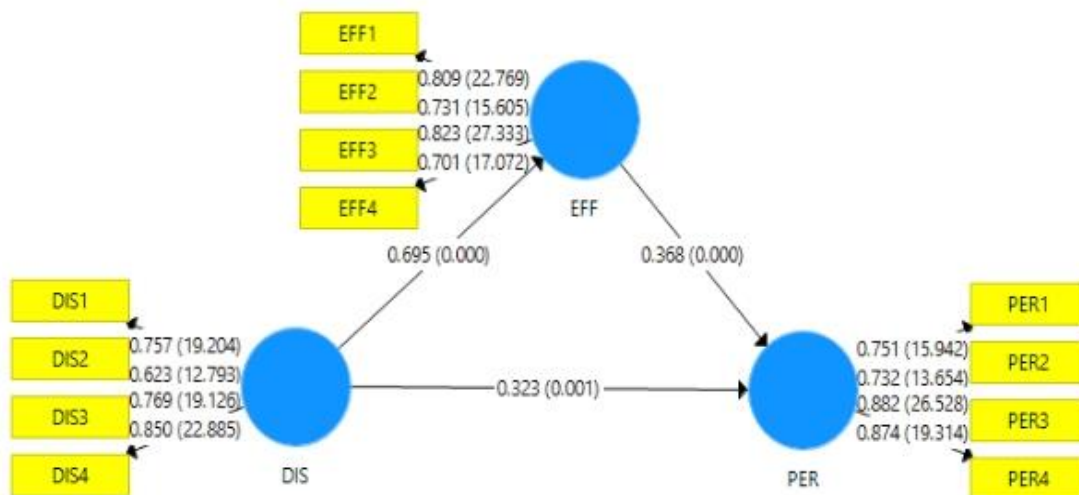 EFF1
EFF2
EFF3
EFF4
0.809 (22.769)
0.731 (15.605)
0.823 (27.333)
0.701 (17.072)
EFF
0.695 (0.000)
0.368 (0.000)
DIS1
DIS2
DIS3
DIS4
0.757 (19.204)
0.623 (12.793)
0.769 (19.126)
0.850 (22.885)
DIS
0.323 (0.001)
PER
0.751 (15.942)
0.732 (13.654)
0.882 (26.528)
0.874 (19.314)
PER1
PER2
PER3
PER4